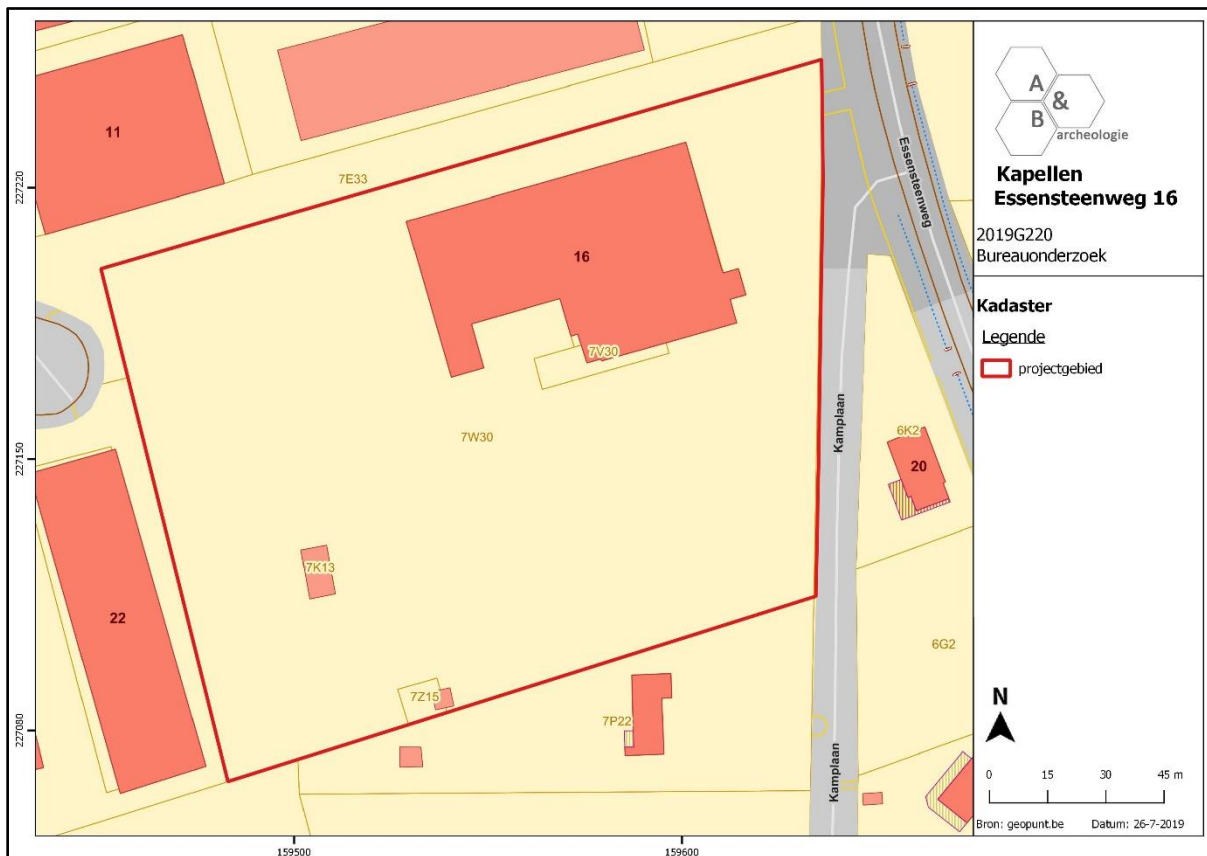 11
7E33
16
7V30
7W30
7K13
22
7Z15
7P22
6K2
20
6G2
Essensteenweg
Kamplaan
Kamplaan
227220
227150
227080
159500
159600
A
&
B
archeologie
Kapellen
Essensteenweg 16
2019G220
Bureauonderzoek
Kadaster
Legende
projectgebied
N
0 15 30 45 m
Bron: geopunt.be Datum: 26-7-2019